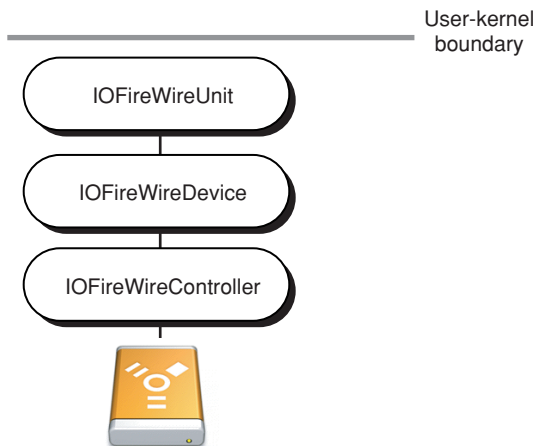 User-kernel
boundary
IOFireWireUnit
IOFireWireDevice
IOFireWireController